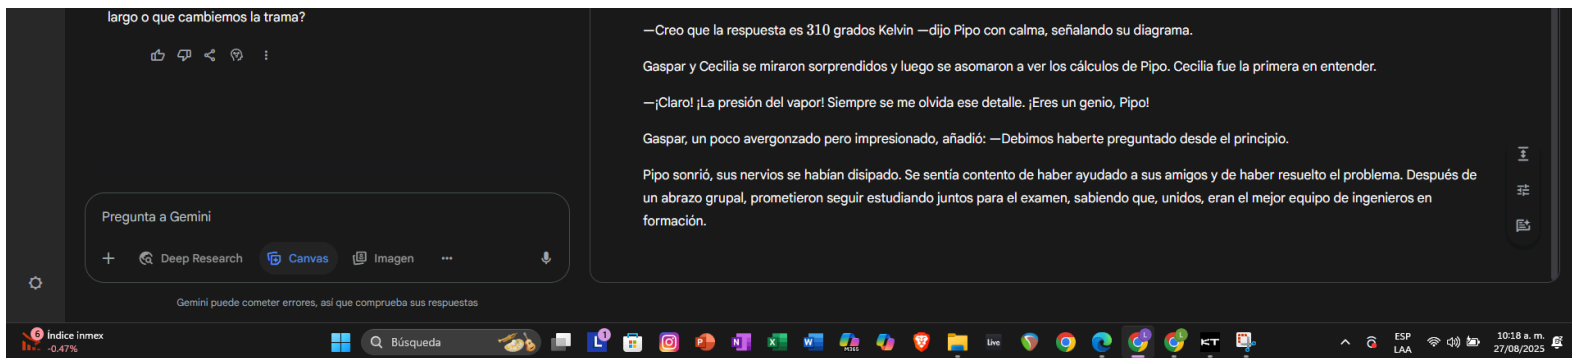 largo o que cambiemos la trama?
—Creo que la respuesta es 310 grados Kelvin —dijo Pipo con calma, señalando su diagrama.
Gaspar y Cecilia se miraron sorprendidos y luego se asomaron a ver los cálculos de Pipo. Cecilia fue la primera en entender.
—¡Claro! ¡La presión del vapor! Siempre se me olvida ese detalle. ¡Eres un genio, Pipo!
Gaspar, un poco avergonzado pero impresionado, añadió: —Debimos haberte preguntado desde el principio.
Pipo sonrió, sus nervios se habían disipado. Se sentía contento de haber ayudado a sus amigos y de haber resuelto el problema. Después de
un abrazo grupal, prometieron seguir estudiando juntos para el examen, sabiendo que, unidos, eran el mejor equipo de ingenieros en
formación.
Pregunta a Gemini
Deep Research Canvas Imagen
Gemini puede cometer errores, así que comprueba sus respuestas
6 Índice inmex
-0.47%
Búsqueda
L 1
P N X W M365 Live KT
ESP
LAA
10:18 a. m.
27/08/2025